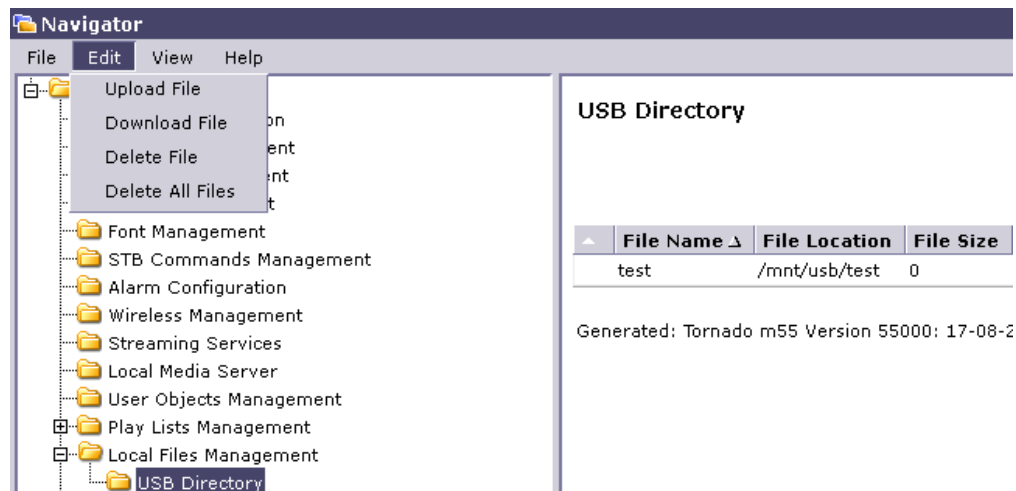 Navigator
File Edit View Help
Upload File
Download File
Delete File
Delete All Files
Font Management
STB Commands Management
Alarm Configuration
Wireless Management
Streaming Services
Local Media Server
User Objects Management
Play Lists Management
Local Files Management
USB Directory
USB Directory
File Name File Location File Size
test /mnt/usb/test 0
Generated: Tornado m55 Version 55000: 17-08-2